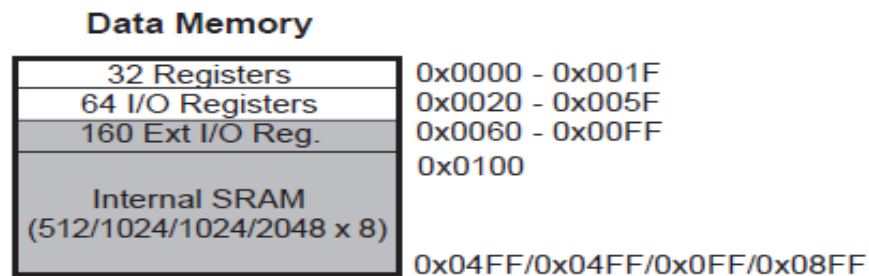 Data Memory
32 Registers 0x0000 - 0x001F
64 I/O Registers 0x0020 - 0x005F
160 Ext I/O Reg. 0x0060 - 0x00FF
0x0100
Internal SRAM
(512/1024/1024/2048 x 8)
0x04FF/0x04FF/0x0FF/0x08FF